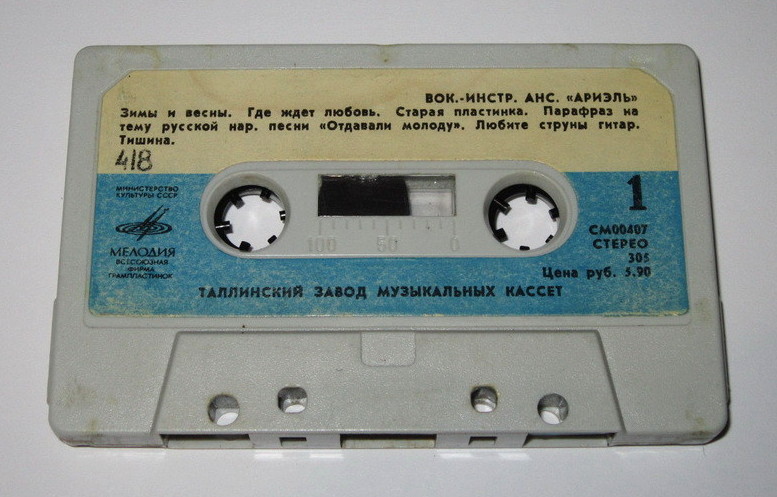 ВОК.-ИНСТР. АНС. «АРИЭЛЬ»
Зимы и весны. Где ждет любовь. Старая пластинка. Парафраз на
тему русской нар. песни «Отдавали молоду». Любите струны гитар.
Тишина.
418
МИНИСТЕРСТВО
КУЛЬТУРЫ СССР
МЕЛОДИЯ
ВСЕСОЮЗНАЯ
ФИРМА
ГРАМПЛАСТИНОК
100 50 0
1
СМ00407
СТЕРЕО
305
Цена руб. 5.90
ТАЛЛИНСКИЙ ЗАВОД МУЗЫКАЛЬНЫХ КАССЕТ